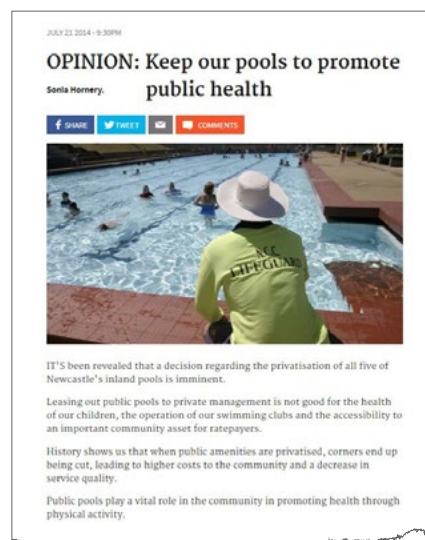 JULY 21 2014 - 9:30PM
OPINION: Keep our pools to promote
public health
Sonia Hornery.
SHARE
TWEET
COMMENTS
N.C.C.
LIFEGUARD
IT'S been revealed that a decision regarding the privatisation of all five of
Newcastle's inland pools is imminent.
Leasing out public pools to private management is not good for the health
of our children, the operation of our swimming clubs and the accessibility to
an important community asset for ratepayers.
History shows us that when public amenities are privatised, corners end up
being cut, leading to higher costs to the community and a decrease in
service quality.
Public pools play a vital role in the community in promoting health through
physical activity.